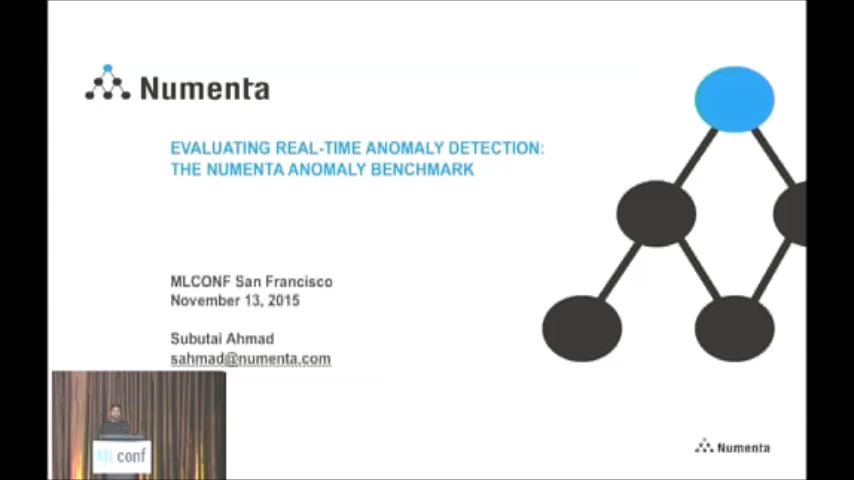 Numenta
EVALUATING REAL-TIME ANOMALY DETECTION:
THE NUMENTA ANOMALY BENCHMARK
MLCONF San Francisco
November 13, 2015
Subutai Ahmad
sahmad@numenta.com
MLconf
Numenta